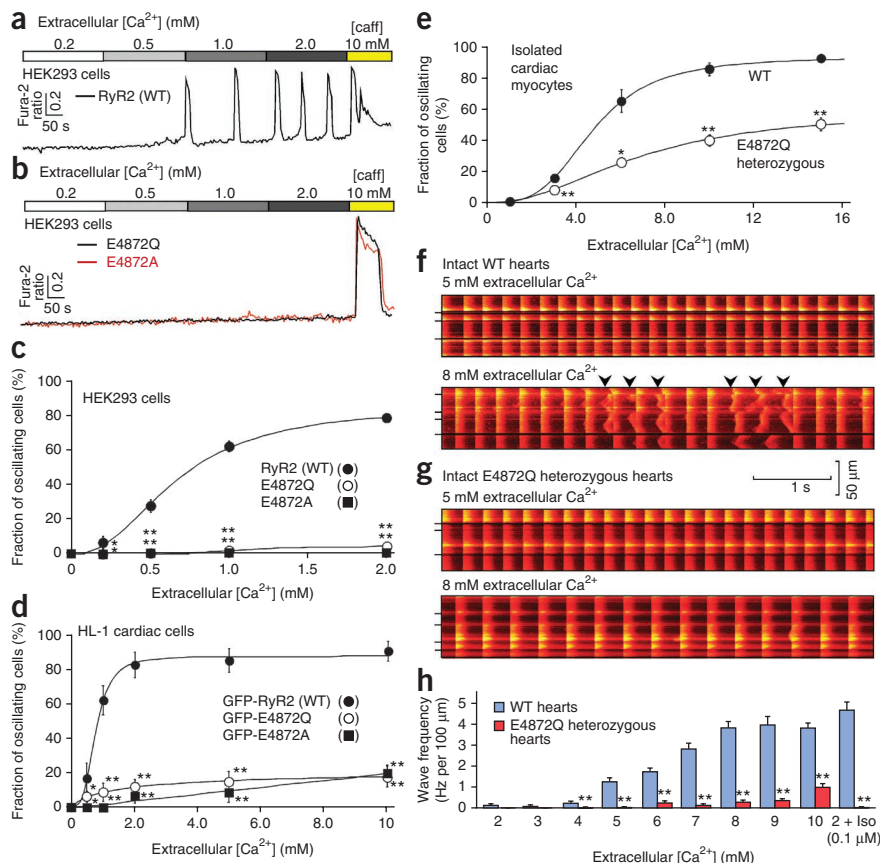 a
Extracellular [Ca2+] (mM)
[caff]
0.2 0.5 1.0 2.0 10 mM
HEK293 cells
RyR2 (WT)
Fura-2
ratio
0.2
50 s
b
Extracellular [Ca2+] (mM)
[caff]
0.2 0.5 1.0 2.0 10 mM
HEK293 cells
E4872Q
E4872A
Fura-2
ratio
0.2
50 s
c
Fraction of oscillating cells (%)
100
80
60
40
20
0
HEK293 cells
RyR2 (WT) (●)
E4872Q (○)
E4872A (■)
* *
** **
** **
** **
0 0.5 1.0 1.5 2.0
Extracellular [Ca2+] (mM)
d
Fraction of oscillating cells (%)
100
80
60
40
20
0
HL-1 cardiac cells
GFP-RyR2 (WT) (●)
GFP-E4872Q (○)
GFP-E4872A (■)
* ** ** ** **
* ** ** ** **
0 2.0 4.0 6.0 8.0 10
Extracellular [Ca2+] (mM)
e
Fraction of oscillating
cells (%)
100
80
60
40
20
0
Isolated
cardiac
myocytes
WT
** * ** **
E4872Q
heterozygous
0 4.0 8.0 12 16
Extracellular [Ca2+] (mM)
f
Intact WT hearts
5 mM extracellular Ca2+
8 mM extracellular Ca2+
g
Intact E4872Q heterozygous hearts
1 s
50 μm
5 mM extracellular Ca2+
8 mM extracellular Ca2+
h
Wave frequency
(Hz per 100 μm)
5
4
3
2
1
0
WT hearts
E4872Q heterozygous
hearts
** ** ** ** ** ** ** **
2 3 4 5 6 7 8 9 10 2 + Iso
(0.1 μM)
Extracellular [Ca2+] (mM)